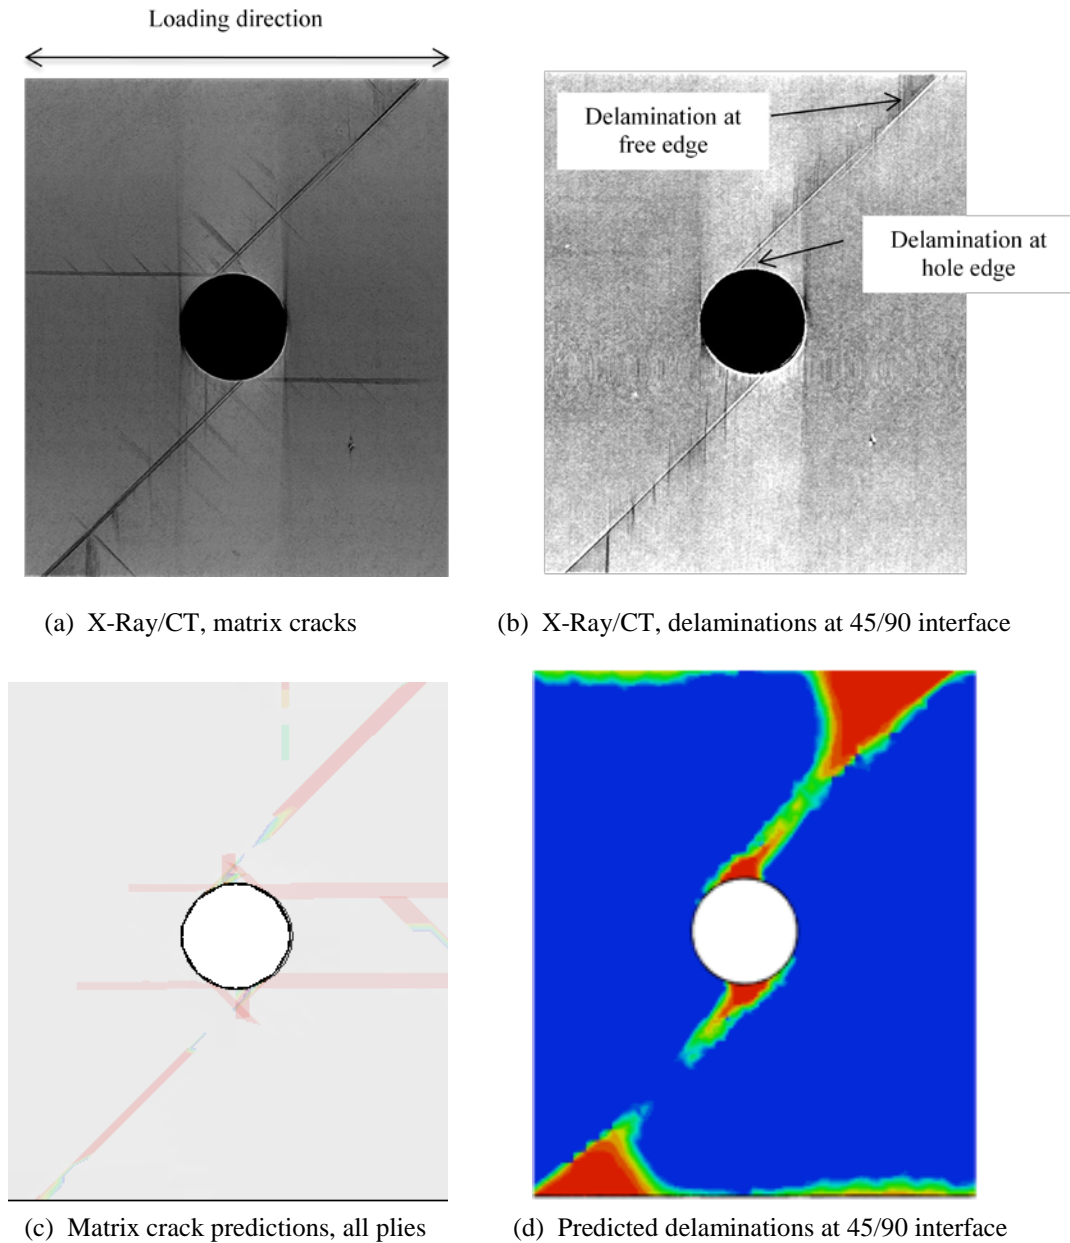 Loading direction
Delamination at
free edge
Delamination at
hole edge
(a) X-Ray/CT, matrix cracks
(b) X-Ray/CT, delaminations at 45/90 interface
(c) Matrix crack predictions, all plies
(d) Predicted delaminations at 45/90 interface